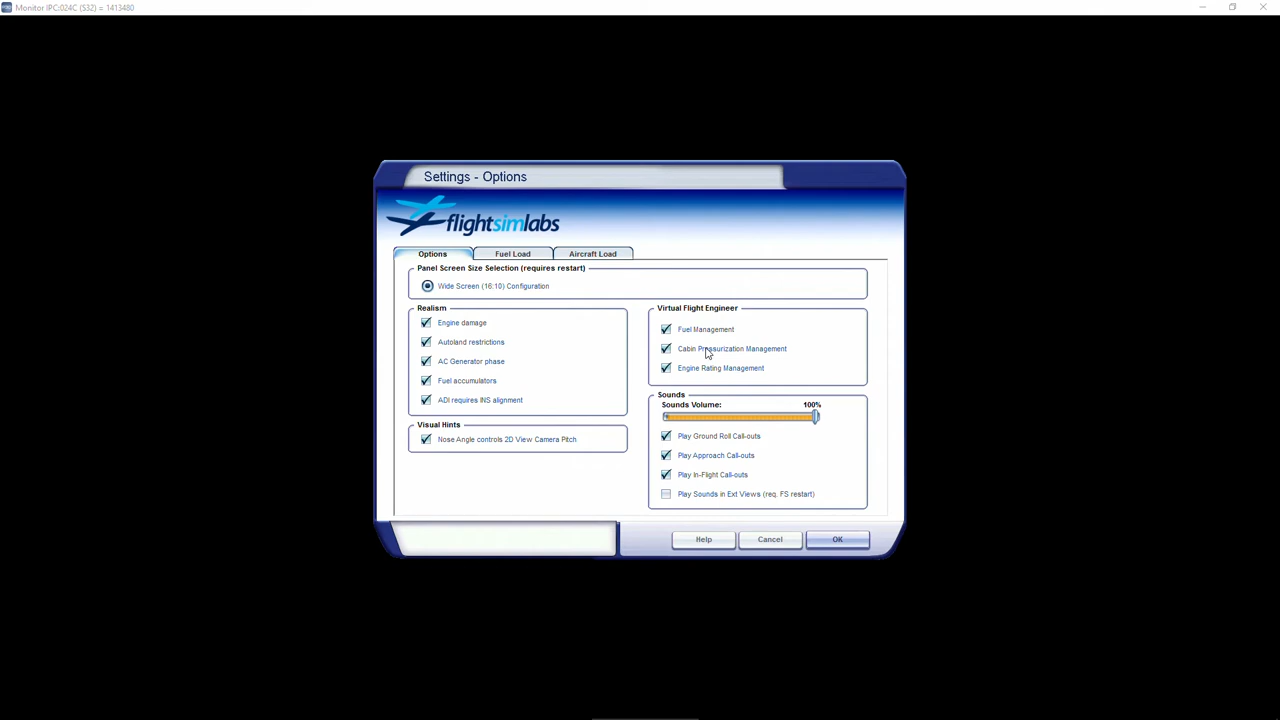 Monitor IPC:024C (S32) = 1413480
Settings - Options
flightsimlabs
Options
Fuel Load
Aircraft Load
Panel Screen Size Selection (requires restart)
Wide Screen (16:10) Configuration
Realism
Engine damage
Autoland restrictions
AC Generator phase
Fuel accumulators
ADI requires INS alignment
Visual Hints
Nose Angle controls 2D View Camera Pitch
Virtual Flight Engineer
Fuel Management
Cabin Pressurization Management
Engine Rating Management
Sounds
Sounds Volume: 100%
Play Ground Roll Call-outs
Play Approach Call-outs
Play In-Flight Call-outs
Play Sounds in Ext Views (req. FS restart)
Help
Cancel
OK